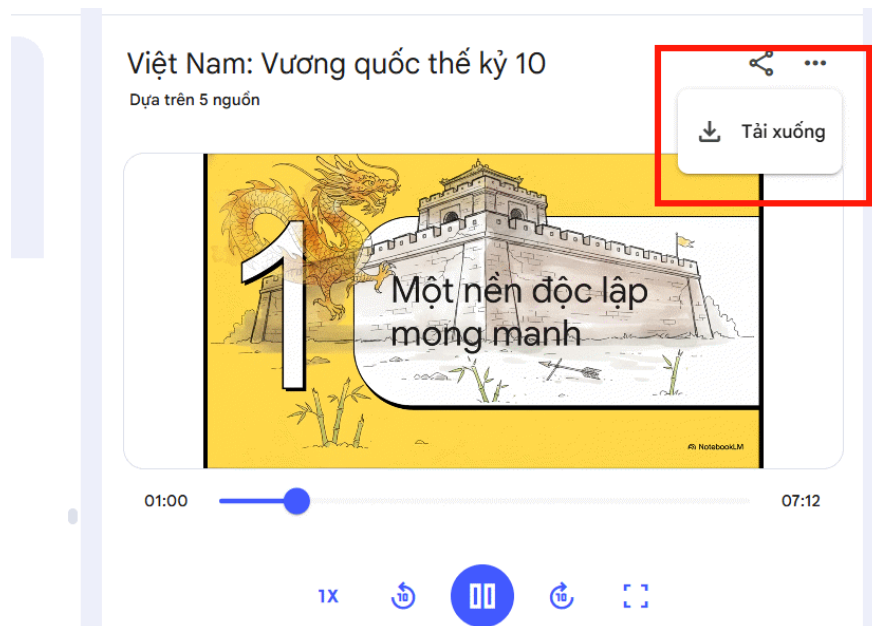 Việt Nam: Vương quốc thế kỷ 10
Dựa trên 5 nguồn
Tải xuống
1
Một nền độc lập
mong manh
NotebookLM
01:00
07:12
1X
10
10